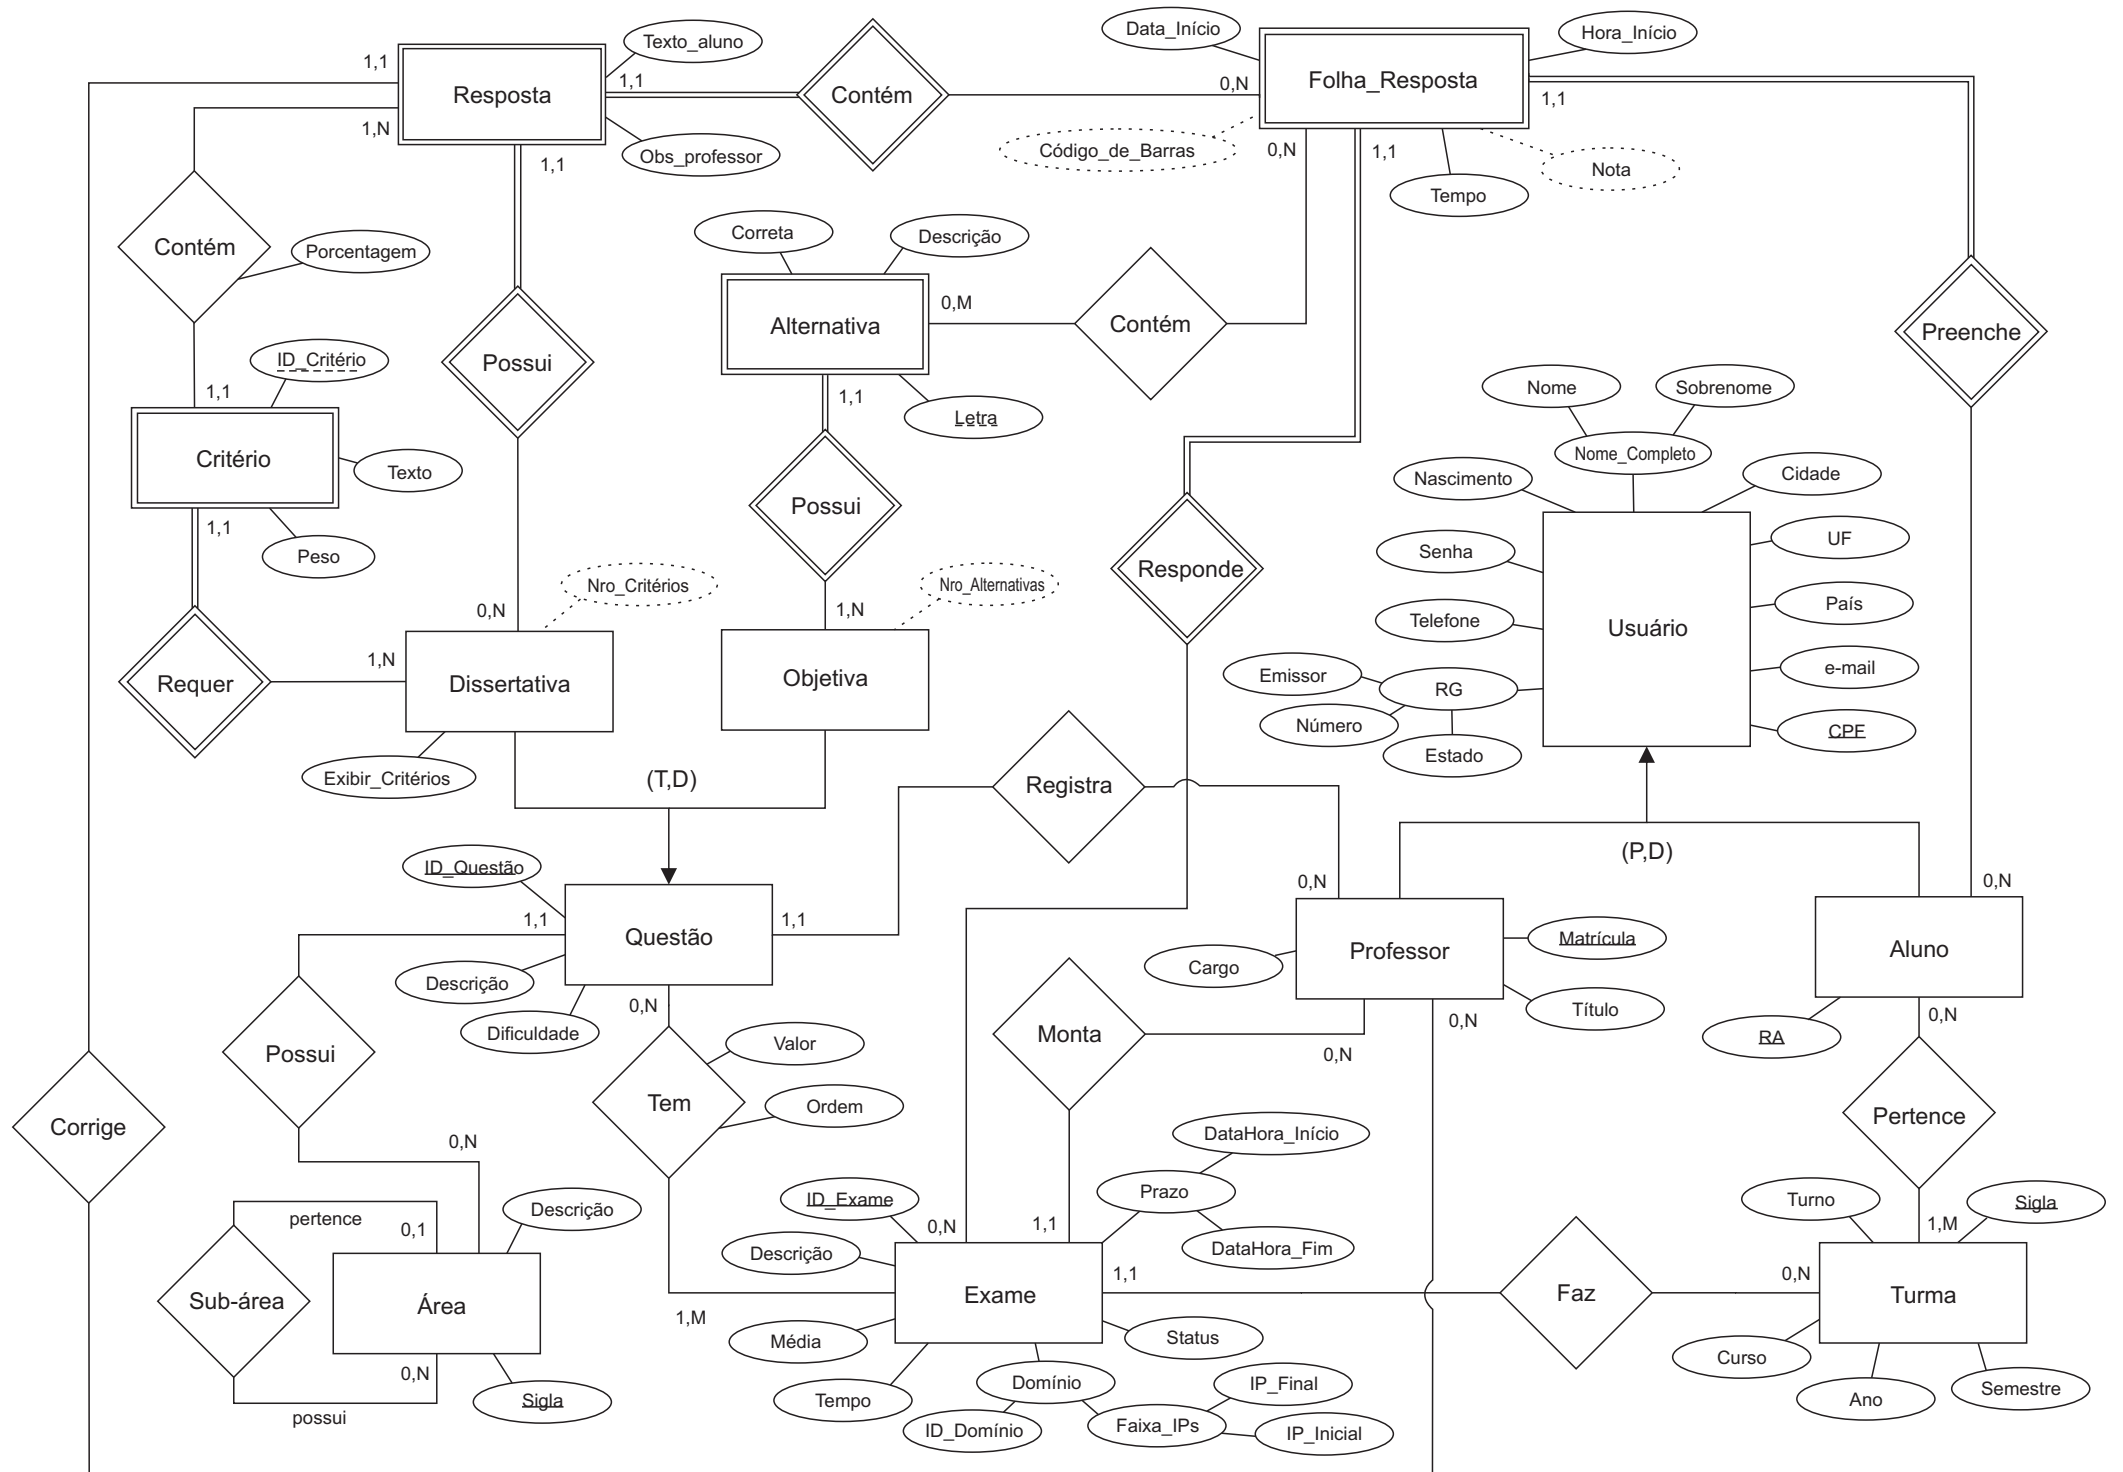 Data_Início
Hora_Início
Texto_aluno
1,1
Resposta
1,1
Contém
0,N
Folha_Resposta
1,1
1,N
1,1
Obs_professor
Código_de_Barras
0,N
1,1
Nota
Tempo
Contém
Porcentagem
Correta
Descrição
Alternativa
0,M
Contém
Preenche
Possui
ID_Critério
1,1
1,1
Letra
Nome
Sobrenome
Nome_Completo
Critério
Texto
Nascimento
Cidade
1,1
Peso
Possui
Responde
Senha
UF
Nro_Critérios
Nro_Alternativas
0,N
1,N
Telefone
Usuário
País
Requer
1,N
Dissertativa
Objetiva
Emissor
RG
e-mail
Número
CPF
Estado
Exibir_Critérios
(T,D)
Registra
(P,D)
ID_Questão
0,N
0,N
1,1
Questão
1,1
Professor
Matrícula
Aluno
Cargo
Descrição
Título
0,N
Dificuldade
0,N
0,N
RA
Possui
Valor
Monta
0,N
Tem
Ordem
Pertence
Corrige
0,N
DataHora_Início
ID_Exame
Prazo
Turno
Sigla
pertence
0,1
Descrição
0,N
1,1
1,M
Descrição
DataHora_Fim
1,1
0,N
Sub-área
Área
Exame
Faz
Turma
1,M
Média
Status
Curso
0,N
Domínio
IP_Final
Semestre
Sigla
Tempo
Ano
possui
ID_Domínio
Faixa_IPs
IP_Inicial